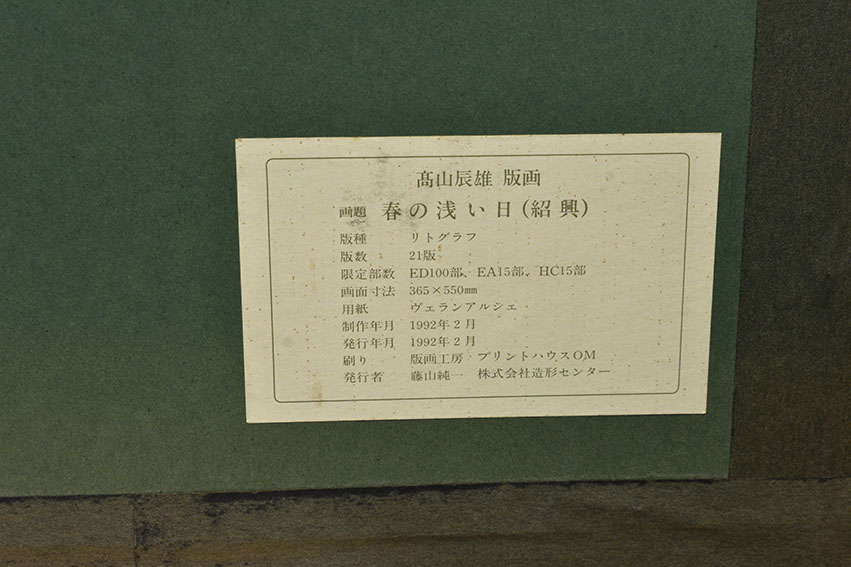 髙山辰雄 版画
画題 春の浅い日(紹興)
版種 リトグラフ
版数 21版
限定部数 ED100部、EA15部、HC15部
画面寸法 365×550㎜
用紙 ヴェランアルシェ
制作年月 1992年2月
発行年月 1992年2月
刷り 版画工房 プリントハウスOM
発行者 藤山純一 株式会社造形センター